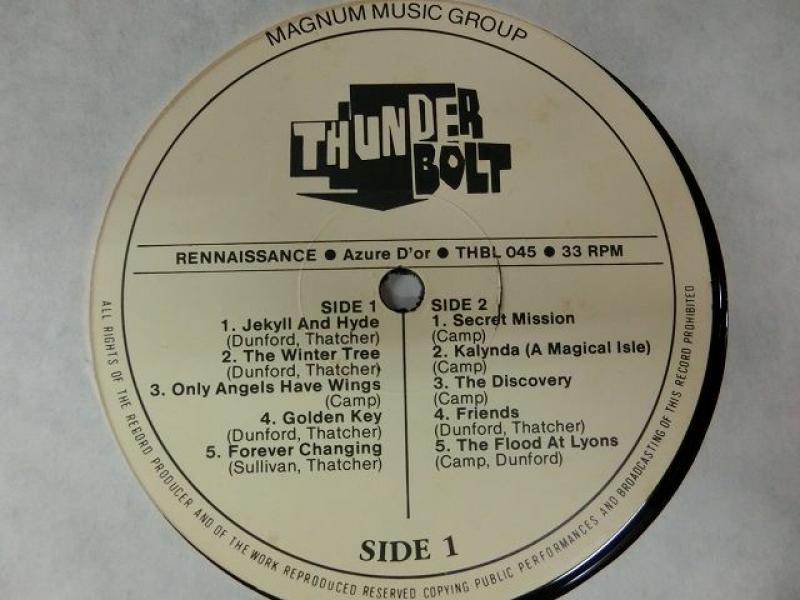 MAGNUM MUSIC GROUP
THUNDER
BOLT
RENNAISSANCE ● Azure D'or ● THBL 045 ● 33 RPM
SIDE 1
1. Jekyll And Hyde
(Dunford, Thatcher)
2. The Winter Tree
(Dunford, Thatcher)
3. Only Angels Have Wings
(Camp)
4. Golden Key
(Dunford, Thatcher)
5. Forever Changing
(Sullivan, Thatcher)
SIDE 2
1. Secret Mission
(Camp)
2. Kalynda (A Magical Isle)
(Camp)
3. The Discovery
(Camp)
4. Friends
(Dunford, Thatcher)
5. The Flood At Lyons
(Camp, Dunford)
SIDE 1
ALL RIGHTS OF THE RECORD PRODUCER AND OF THE WORK REPRODUCED RESERVED COPYING PUBLIC PERFORMANCES AND BROADCASTING OF THIS RECORD PROHIBITED